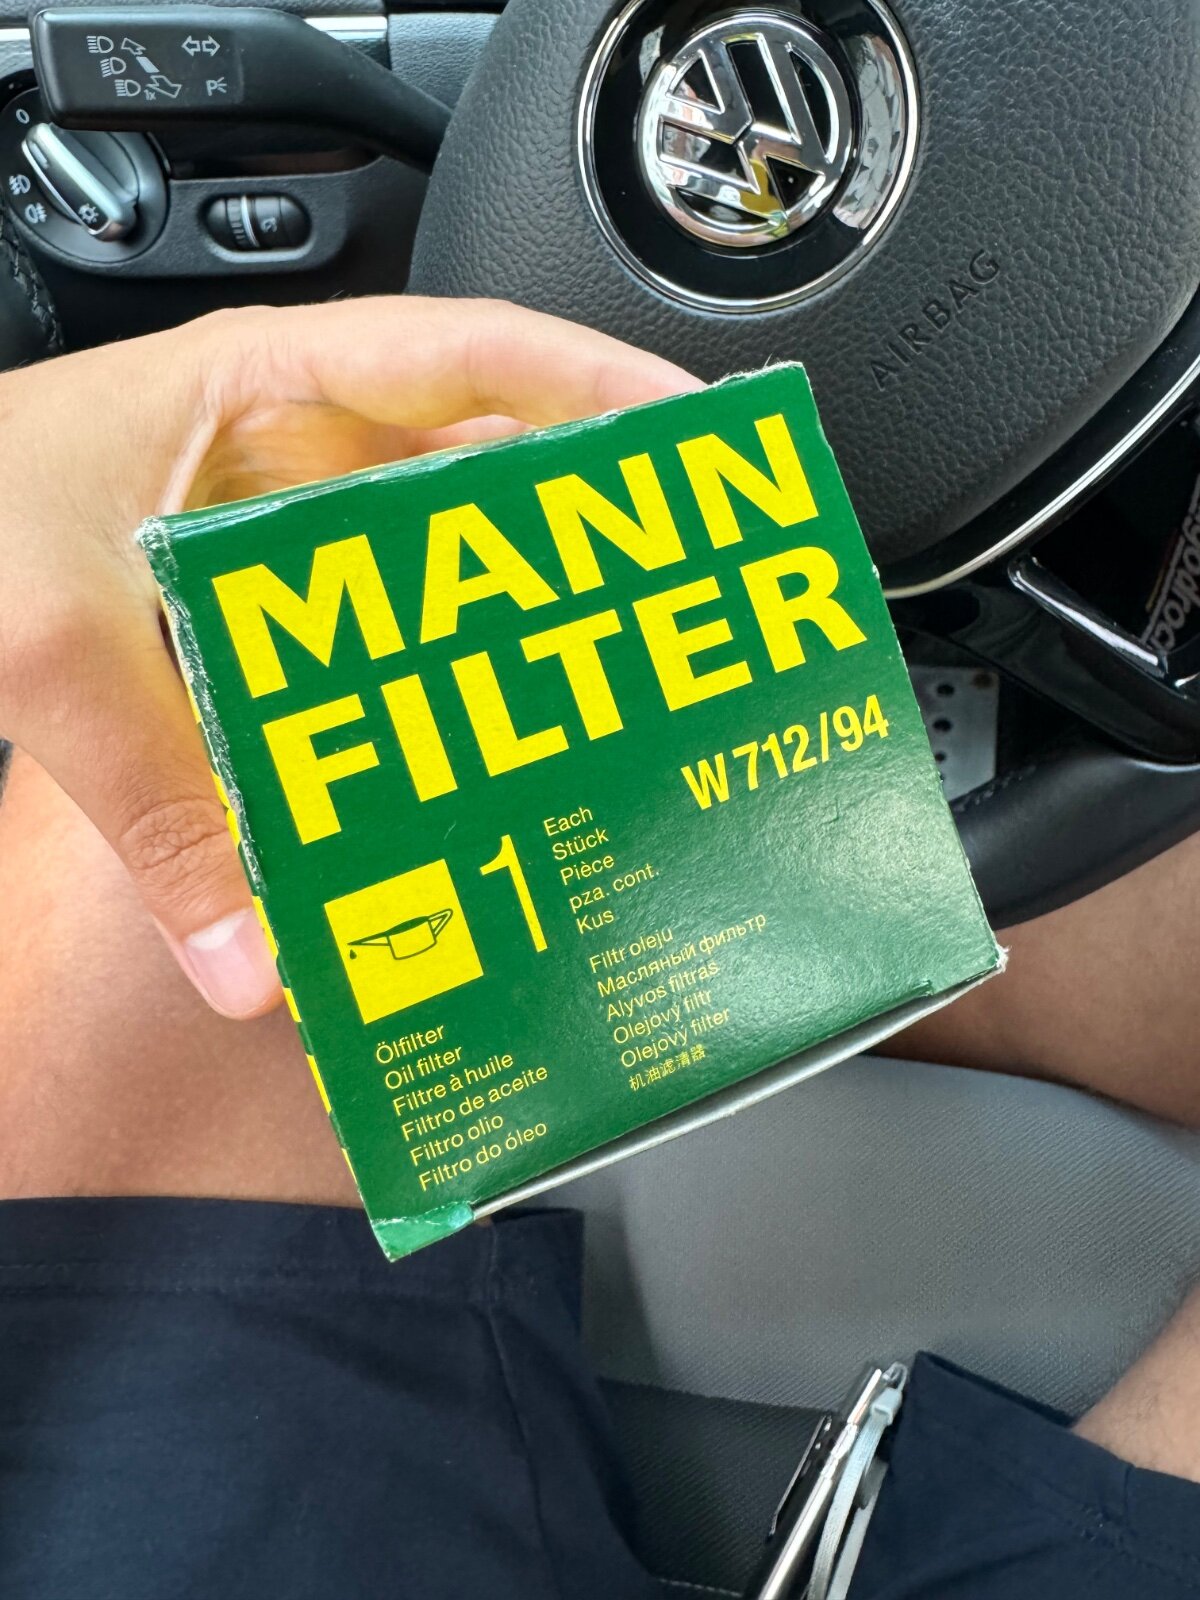 0
1x
P
AIRBAG
MANN
FILTER
W 712/94
1
Each
Stück
Pièce
pza. cont.
Kus
Ölfilter
Oil filter
Filtre à huile
Filtro de aceite
Filtro olio
Filtro do óleo
Filtr oleju
Масляный фильтр
Alyvos filtras
Olejový filtr
Olejový filter
机油滤清器